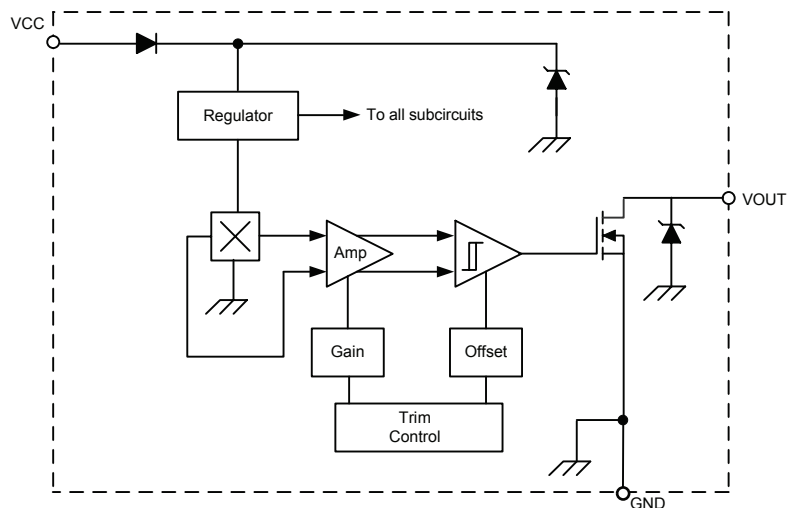 VCC
Regulator
To all subcircuits
VOUT
Amp
Gain
Offset
Trim
Control
GND